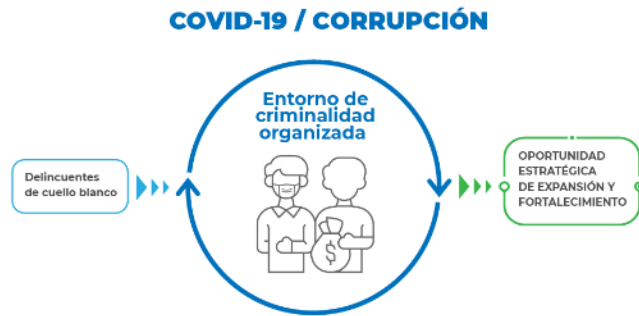 COVID-19 / CORRUPCIÓN
Entorno de
criminalidad
organizada
Delincuentes
de cuello blanco
$
OPORTUNIDAD
ESTRATÉGICA
DE EXPANSIÓN Y
FORTALECIMIENTO